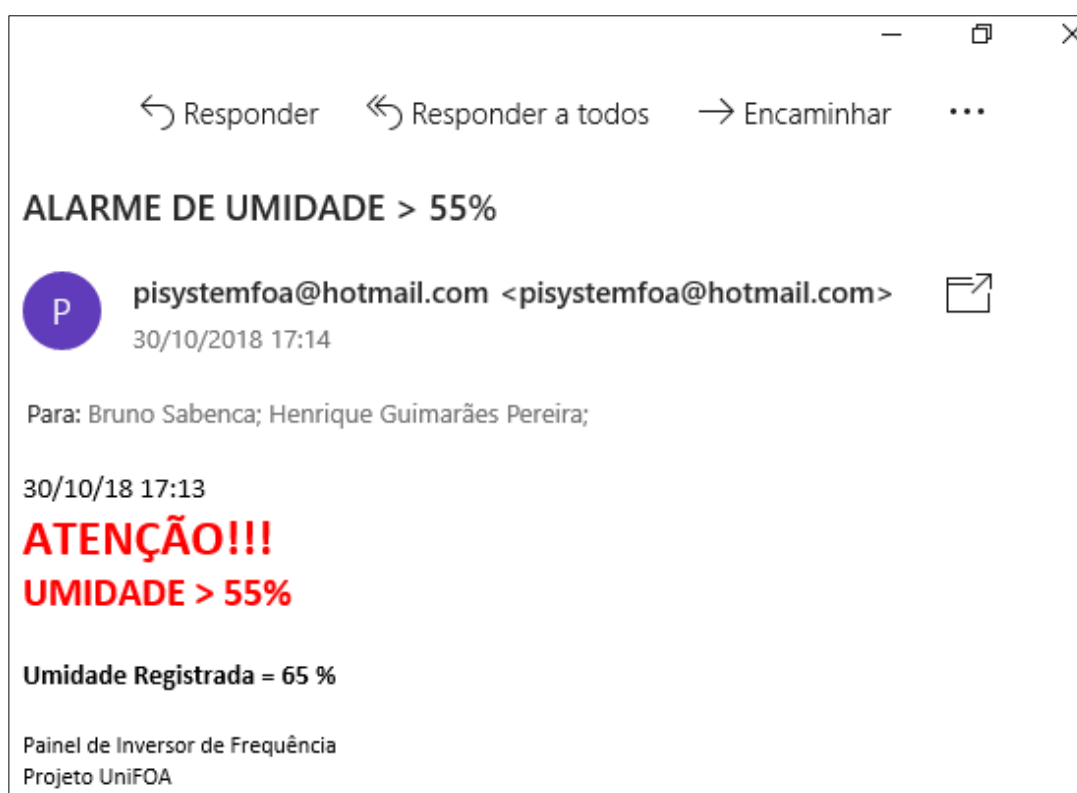 Responder Responder a todos Encaminhar ...
ALARME DE UMIDADE > 55%
P
pisystemfoa@hotmail.com <pisystemfoa@hotmail.com>
30/10/2018 17:14
Para: Bruno Sabenca; Henrique Guimarães Pereira;
30/10/18 17:13
ATENÇÃO!!!
UMIDADE > 55%
Umidade Registrada = 65 %
Painel de Inversor de Frequência
Projeto UniFOA